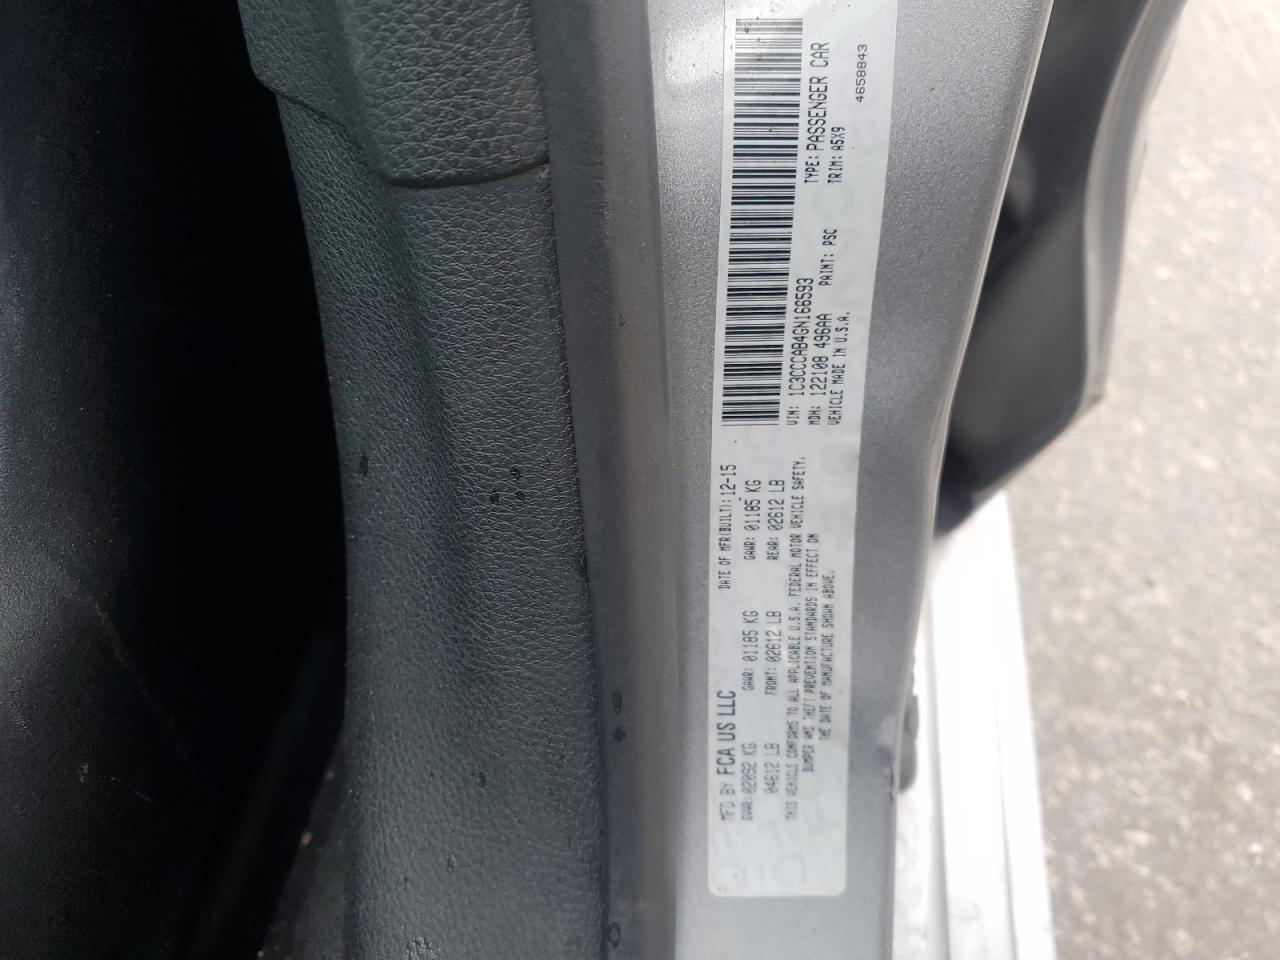 MFD BY FCA US LLC DATE OF MFR(BUILT): 12-15
GVWR: 02092 KG GAWR: 01185 KG GAWR: 01185 KG
04612 LB FRONT: 02612 LB REAR: 02612 LB
THIS VEHICLE CONFORMS TO ALL APPLICABLE U.S.A. FEDERAL MOTOR VEHICLE SAFETY,
BUMPER AND THEFT PREVENTION STANDARDS IN EFFECT ON
THE DATE OF MANUFACTURE SHOWN ABOVE.
VIN: 1C3CCCAB4GN166593 TYPE: PASSENGER CAR
MDH: 122108 496AA PAINT: PSC TRIM: A5X9
VEHICLE MADE IN U.S.A. 4658843